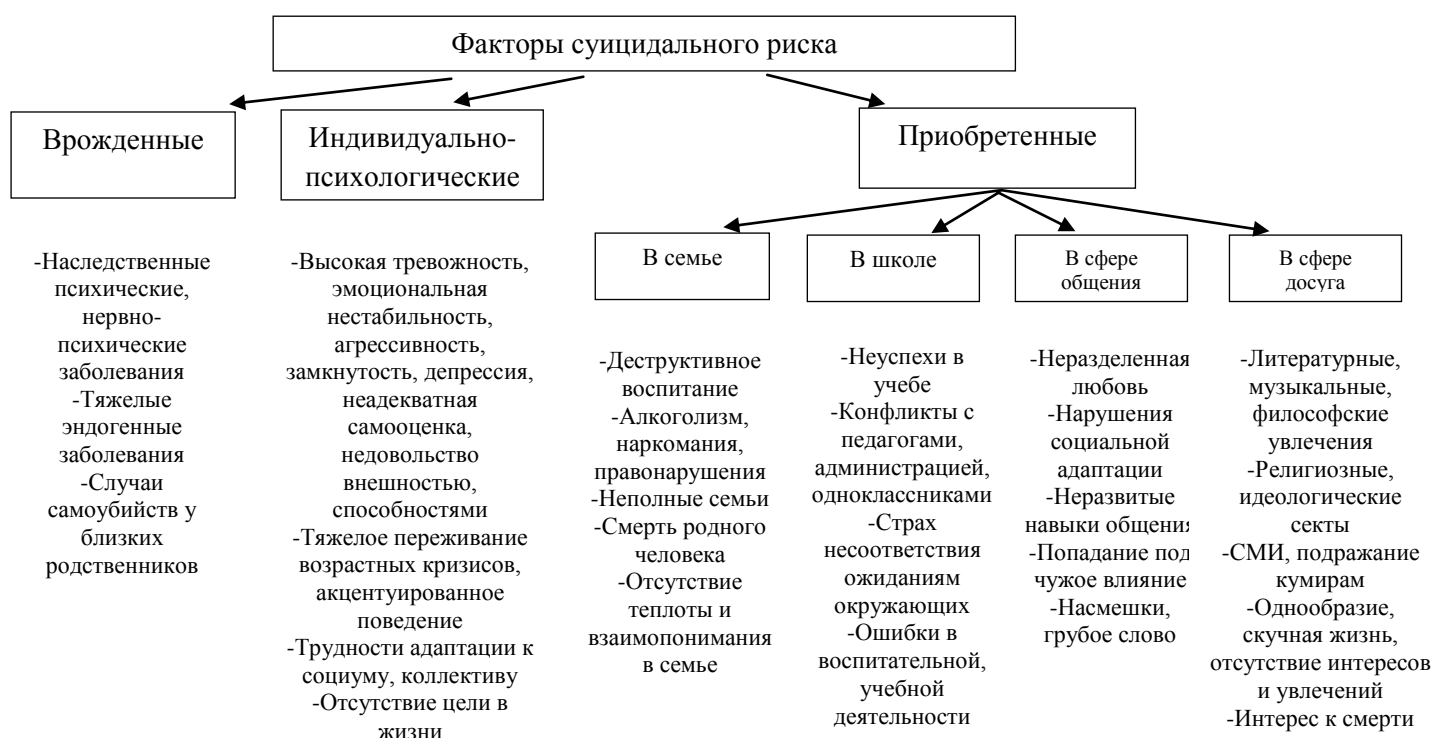 Факторы суицидального риска
Врожденные
Индивидуально-
психологические
Приобретенные
-Наследственные
психические,
нервно-
психические
заболевания
-Тяжелые
эндогенные
заболевания
-Случаи
самоубийств у
близких
родственников
-Высокая тревожность,
эмоциональная
нестабильность,
агрессивность,
замкнутость, депрессия,
неадекватная
самооценка,
недовольство
внешностью,
способностями
-Тяжелое переживание
возрастных кризисов,
акцентуированное
поведение
-Трудности адаптации к
социуму, коллективу
-Отсутствие цели в
жизни
В семье
-Деструктивное
воспитание
-Алкоголизм,
наркомания,
правонарушения
-Неполные семьи
-Смерть родного
человека
-Отсутствие
теплоты и
взаимопонимания
в семье
В школе
-Неуспехи в
учебе
-Конфликты с
педагогами,
администрацией,
одноклассниками
-Страх
несоответствия
ожиданиям
окружающих
-Ошибки в
воспитательной,
учебной
деятельности
В сфере
общения
-Неразделенная
любовь
-Нарушения
социальной
адаптации
-Неразвитые
навыки общения
-Попадание под
чужое влияние
-Насмешки,
грубое слово
В сфере
досуга
-Литературные,
музыкальные,
философские
увлечения
-Религиозные,
идеологические
секты
-СМИ, подражание
кумирам
-Однообразие,
скучная жизнь,
отсутствие интересов
и увлечений
-Интерес к смерти